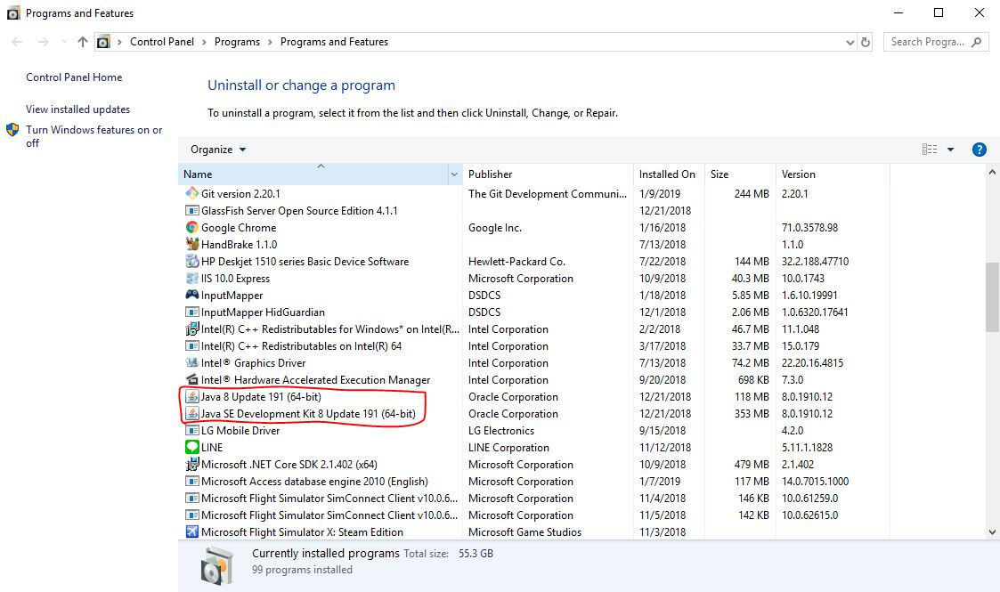 Programs and Features
Control Panel > Programs > Programs and Features
Search Progra...
Control Panel Home
View installed updates
Turn Windows features on or
off
Uninstall or change a program
To uninstall a program, select it from the list and then click Uninstall, Change, or Repair.
Organize
Name Publisher Installed On Size Version
Git version 2.20.1 The Git Development Communi... 1/9/2019 244 MB 2.20.1
GlassFish Server Open Source Edition 4.1.1 12/21/2018
Google Chrome Google Inc. 1/16/2018 71.0.3578.98
HandBrake 1.1.0 7/13/2018 1.1.0
HP Deskjet 1510 series Basic Device Software Hewlett-Packard Co. 7/22/2018 144 MB 32.2.188.47710
IIS 10.0 Express Microsoft Corporation 10/9/2018 40.3 MB 10.0.1743
InputMapper DSDCS 1/18/2018 5.85 MB 1.6.10.19991
InputMapper HidGuardian DSDCS 12/1/2018 2.06 MB 1.0.6320.17641
Intel(R) C++ Redistributables for Windows* on Intel(R... Intel Corporation 2/2/2018 46.7 MB 11.1.048
Intel(R) C++ Redistributables on Intel(R) 64 Intel Corporation 3/17/2018 33.7 MB 15.0.179
Intel® Graphics Driver Intel Corporation 7/13/2018 74.2 MB 22.20.16.4815
Intel® Hardware Accelerated Execution Manager Intel Corporation 9/20/2018 698 KB 7.3.0
Java 8 Update 191 (64-bit) Oracle Corporation 12/21/2018 118 MB 8.0.1910.12
Java SE Development Kit 8 Update 191 (64-bit) Oracle Corporation 12/21/2018 353 MB 8.0.1910.12
LG Mobile Driver LG Electronics 9/15/2018 4.2.0
LINE LINE Corporation 11/12/2018 5.11.1.1828
Microsoft .NET Core SDK 2.1.402 (x64) Microsoft Corporation 10/9/2018 479 MB 2.1.402
Microsoft Access database engine 2010 (English) Microsoft Corporation 1/7/2019 117 MB 14.0.7015.1000
Microsoft Flight Simulator SimConnect Client v10.0.6... Microsoft Corporation 11/4/2018 146 KB 10.0.61259.0
Microsoft Flight Simulator SimConnect Client v10.0.6... Microsoft Corporation 11/5/2018 142 KB 10.0.62615.0
Microsoft Flight Simulator X: Steam Edition Microsoft Game Studios 11/3/2018
Currently installed programs Total size: 55.3 GB
99 programs installed